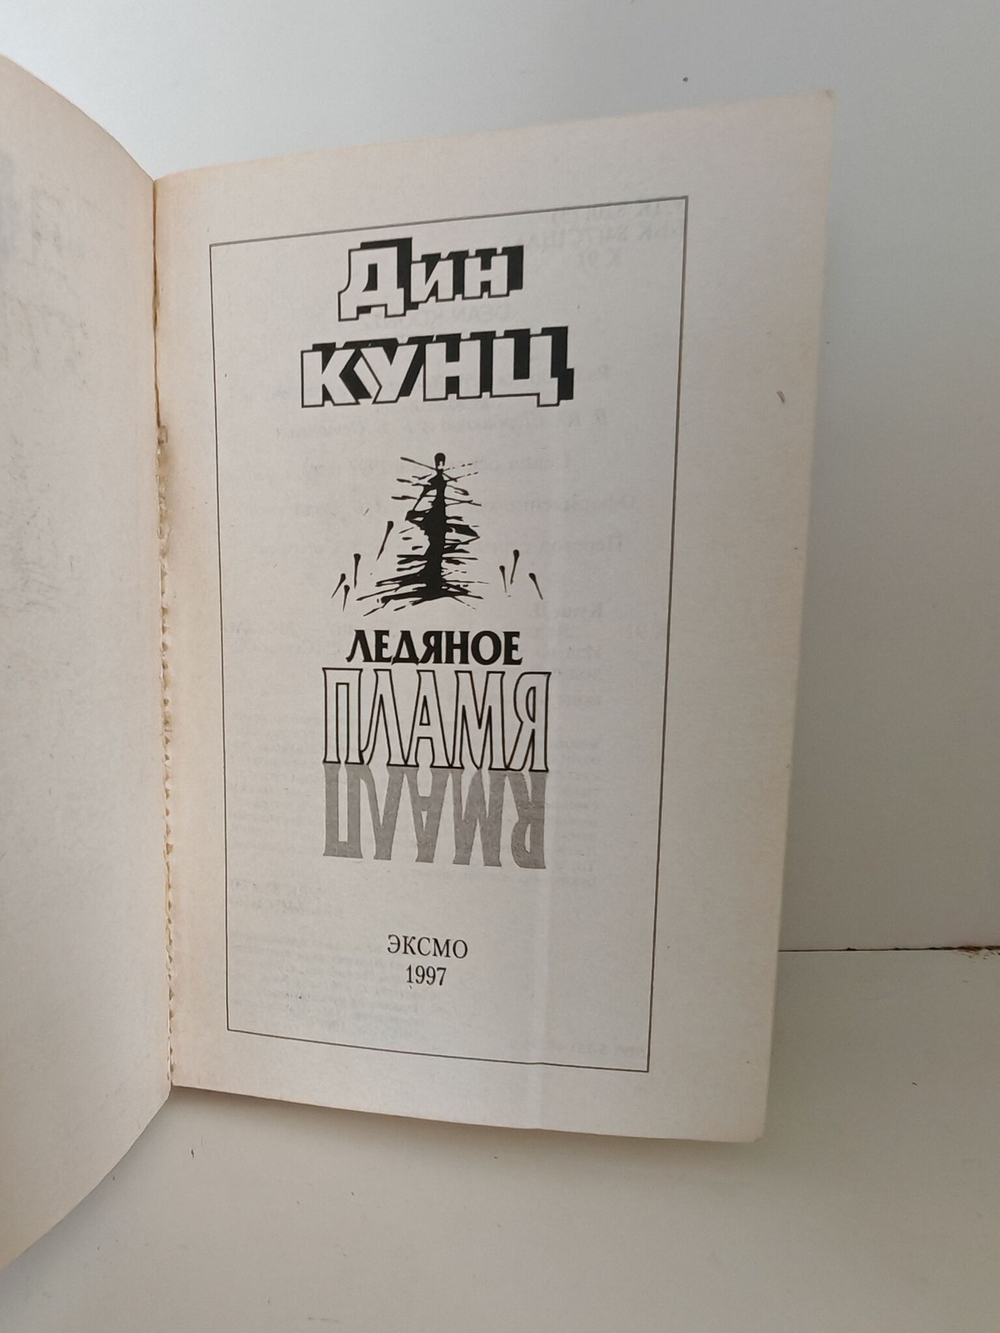 Дин
КУНЦ
ЛЕДЯНОЕ
ПЛАМЯ
ПЛАМЯ
ЭКСМО
1997